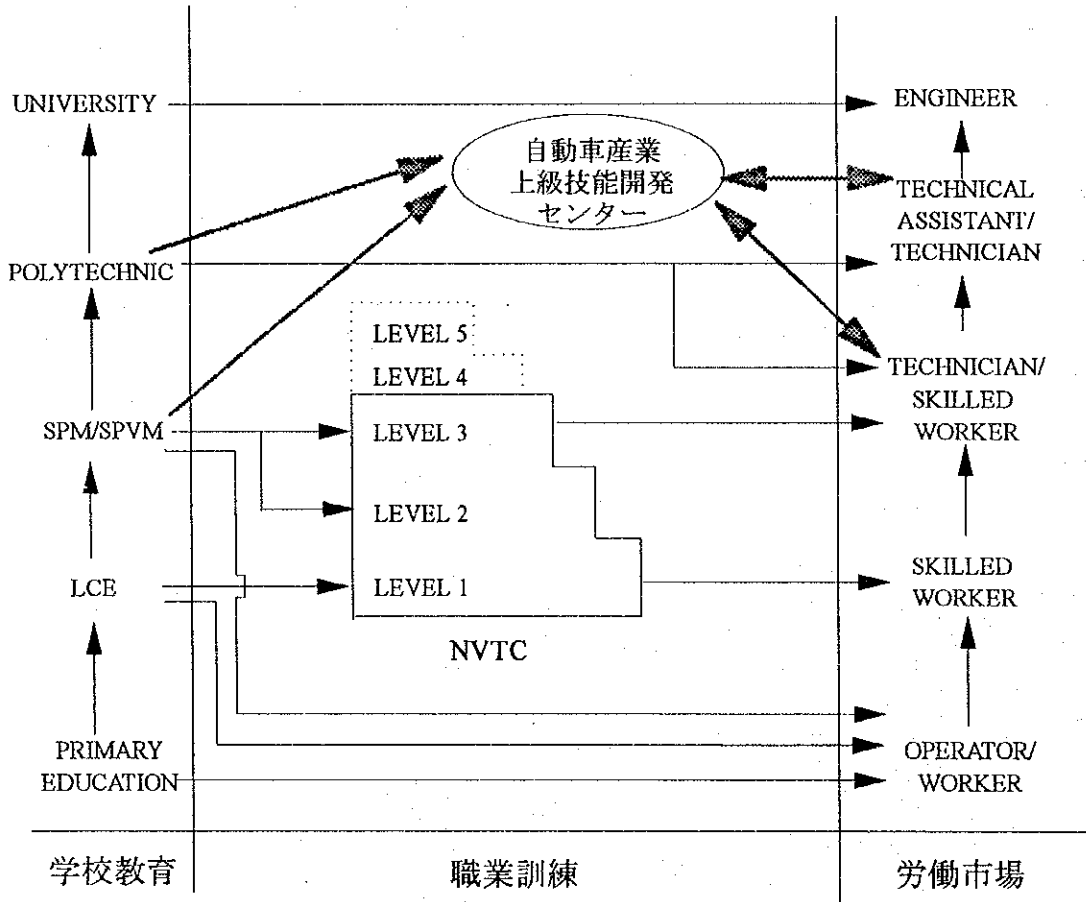 UNIVERSITY
POLYTECHNIC
SPM/SPVM
LCE
PRIMARY
EDUCATION
学校教育
自動車産業
上級技能開発
センター
LEVEL 5
LEVEL 4
LEVEL 3
LEVEL 2
LEVEL 1
NVTC
職業訓練
ENGINEER
TECHNICAL
ASSISTANT/
TECHNICIAN
TECHNICIAN/
SKILLED
WORKER
SKILLED
WORKER
OPERATOR/
WORKER
労働市場